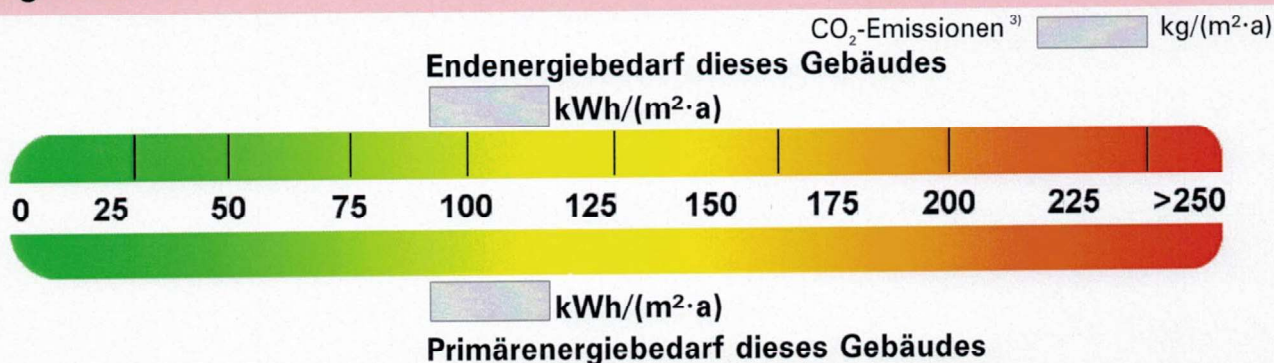 CO₂-Emissionen ³⁾ kg/(m²·a)
Endenergiebedarf dieses Gebäudes
kWh/(m²·a)
0 25 50 75 100 125 150 175 200 225 >250
kWh/(m²·a)
Primärenergiebedarf dieses Gebäudes